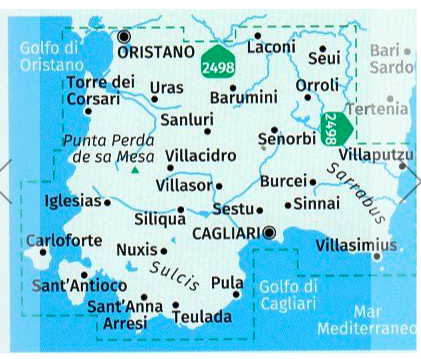 Golfo di
Oristano
ORISTANO
2498
Laconi
Seui
Bari
Sardo
Torre dei
Corsari
Uras
Barumini
Orroli
Tertenia
Sanluri
2498
Punta Perda
de sa Mesa
Senorbi
Villacidro
Villaputzu
Villasor
Burcei
Sarrabus
Iglesias
Siliqua
Sestu
Sinnai
CAGLIARI
Carloforte
Nuxis
Villasimius
Sulcis
Sant'Antioco
Pula
Golfo di
Cagliari
Sant'Anna
Arresi
Teulada
Mar
Mediterraneo